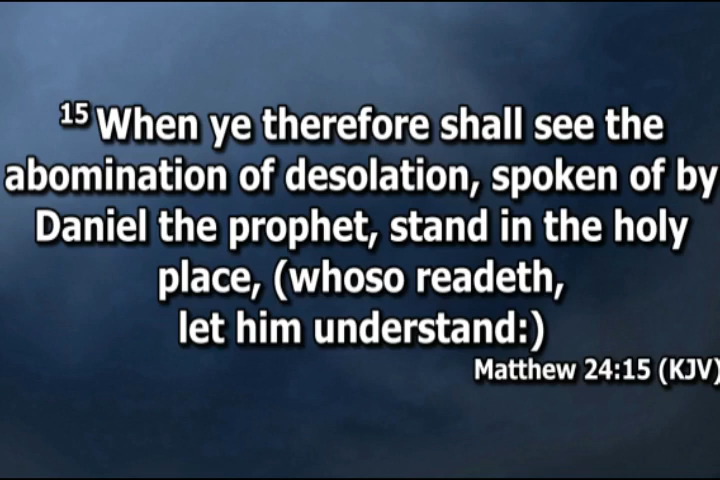 15 When ye therefore shall see the
abomination of desolation, spoken of by
Daniel the prophet, stand in the holy
place, (whoso readeth,
let him understand:)
Matthew 24:15 (KJV)